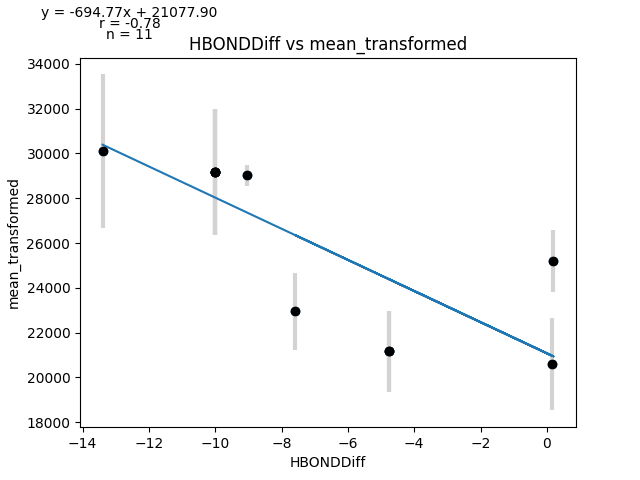 y = -694.77x + 21077.90
r = -0.78
n = 11
HBONDDiff vs mean_transformed
34000
32000
30000
28000
26000
24000
22000
20000
18000
mean_transformed
−14 −12 −10 −8 −6 −4 −2 0
HBONDDiff